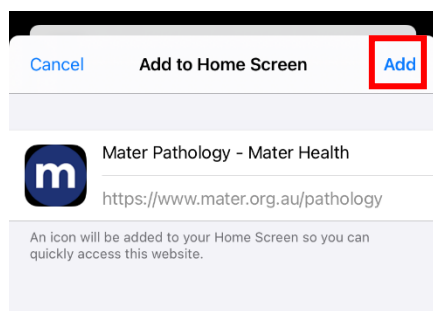 Cancel Add to Home Screen Add
m
Mater Pathology - Mater Health
https://www.mater.org.au/pathology
An icon will be added to your Home Screen so you can
quickly access this website.